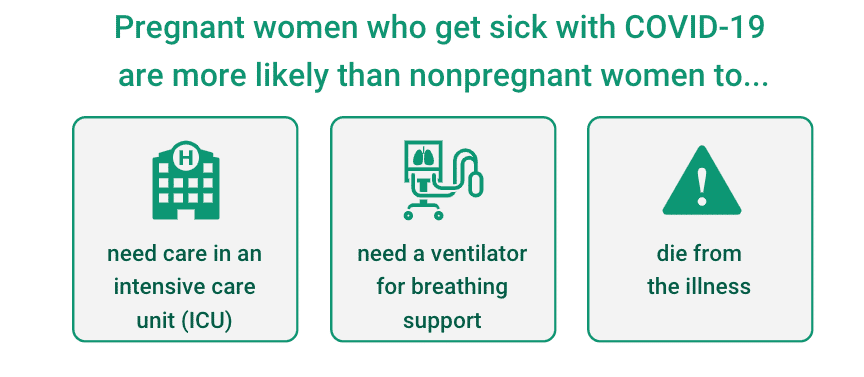 Pregnant women who get sick with COVID-19
are more likely than nonpregnant women to...
H
need care in an
intensive care
unit (ICU)
need a ventilator
for breathing
support
!
die from
the illness